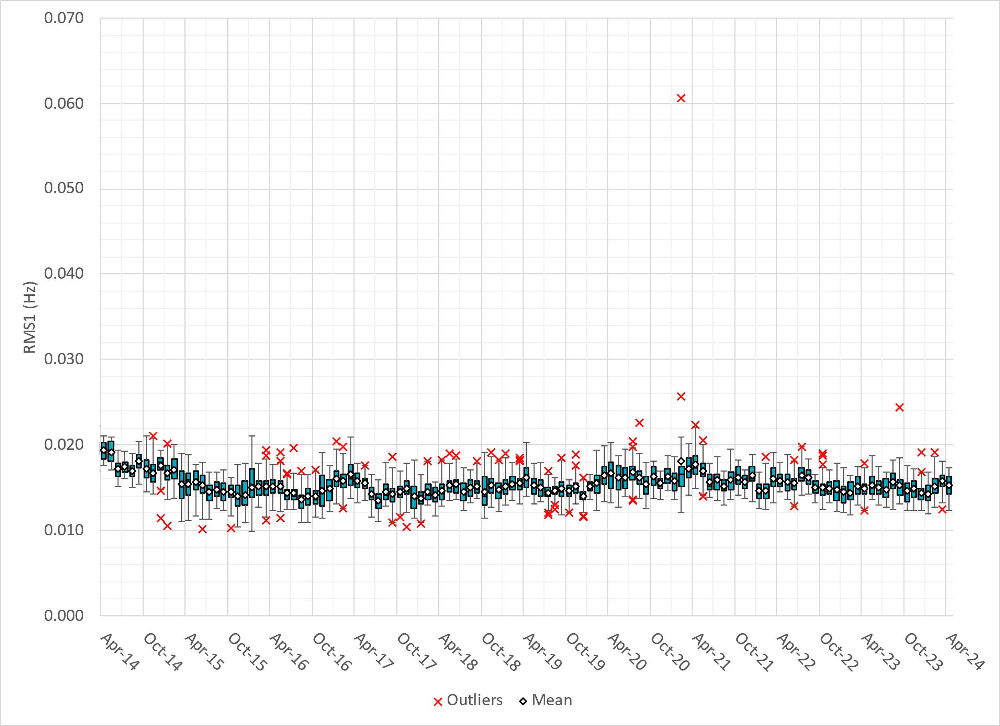 0.070
0.060
0.050
0.040
0.030
0.020
0.010
0.000
RMS1 (Hz)
Apr-14
Oct-14
Apr-15
Oct-15
Apr-16
Oct-16
Apr-17
Oct-17
Apr-18
Oct-18
Apr-19
Oct-19
Apr-20
Oct-20
Apr-21
Oct-21
Apr-22
Oct-22
Apr-23
Oct-23
Apr-24
Outliers
Mean